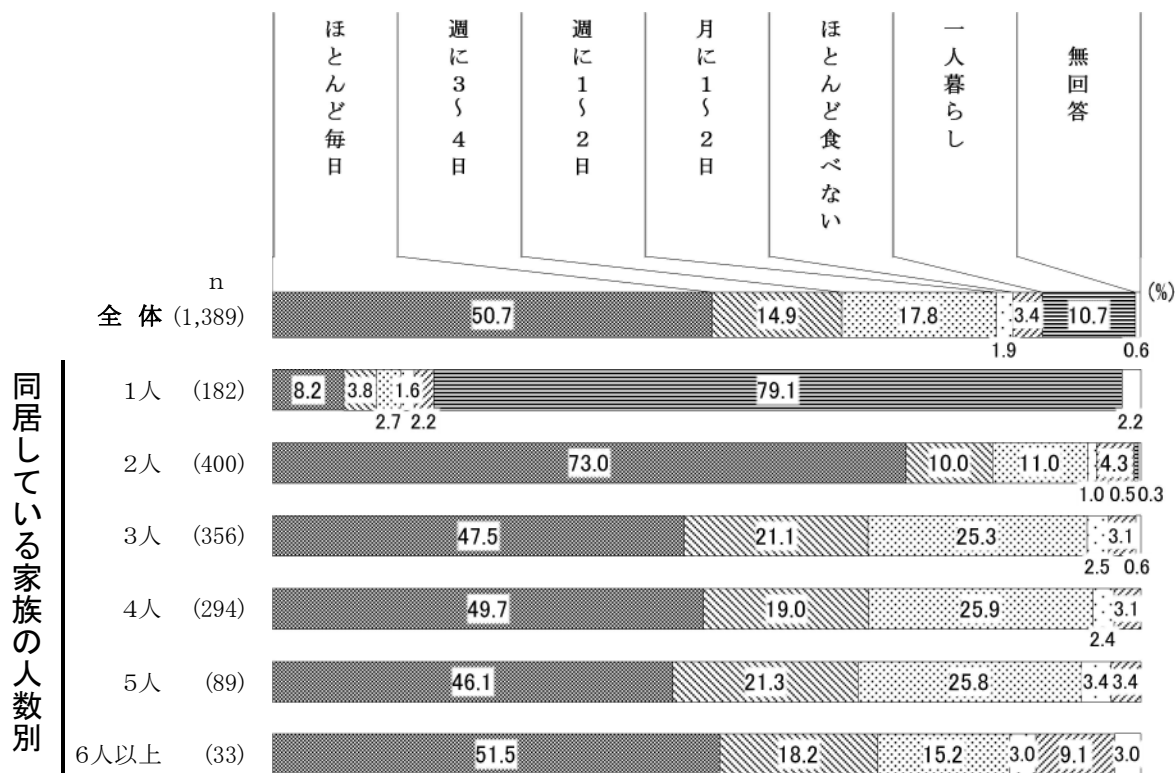 ほとんど毎日
週に3~4日
週に1~2日
月に1~2日
ほとんど食べない
一人暮らし
無回答
(%)
n
全 体 (1,389) 50.7 14.9 17.8 3.4 10.7
1.9 0.6
同居している家族の人数別
1人 (182) 8.2 3.8 1.6 79.1
2.7 2.2 2.2
2人 (400) 73.0 10.0 11.0 4.3
1.0 0.5 0.3
3人 (356) 47.5 21.1 25.3 3.1
2.5 0.6
4人 (294) 49.7 19.0 25.9 3.1
2.4
5人 (89) 46.1 21.3 25.8 3.4 3.4
6人以上 (33) 51.5 18.2 15.2 3.0 9.1 3.0